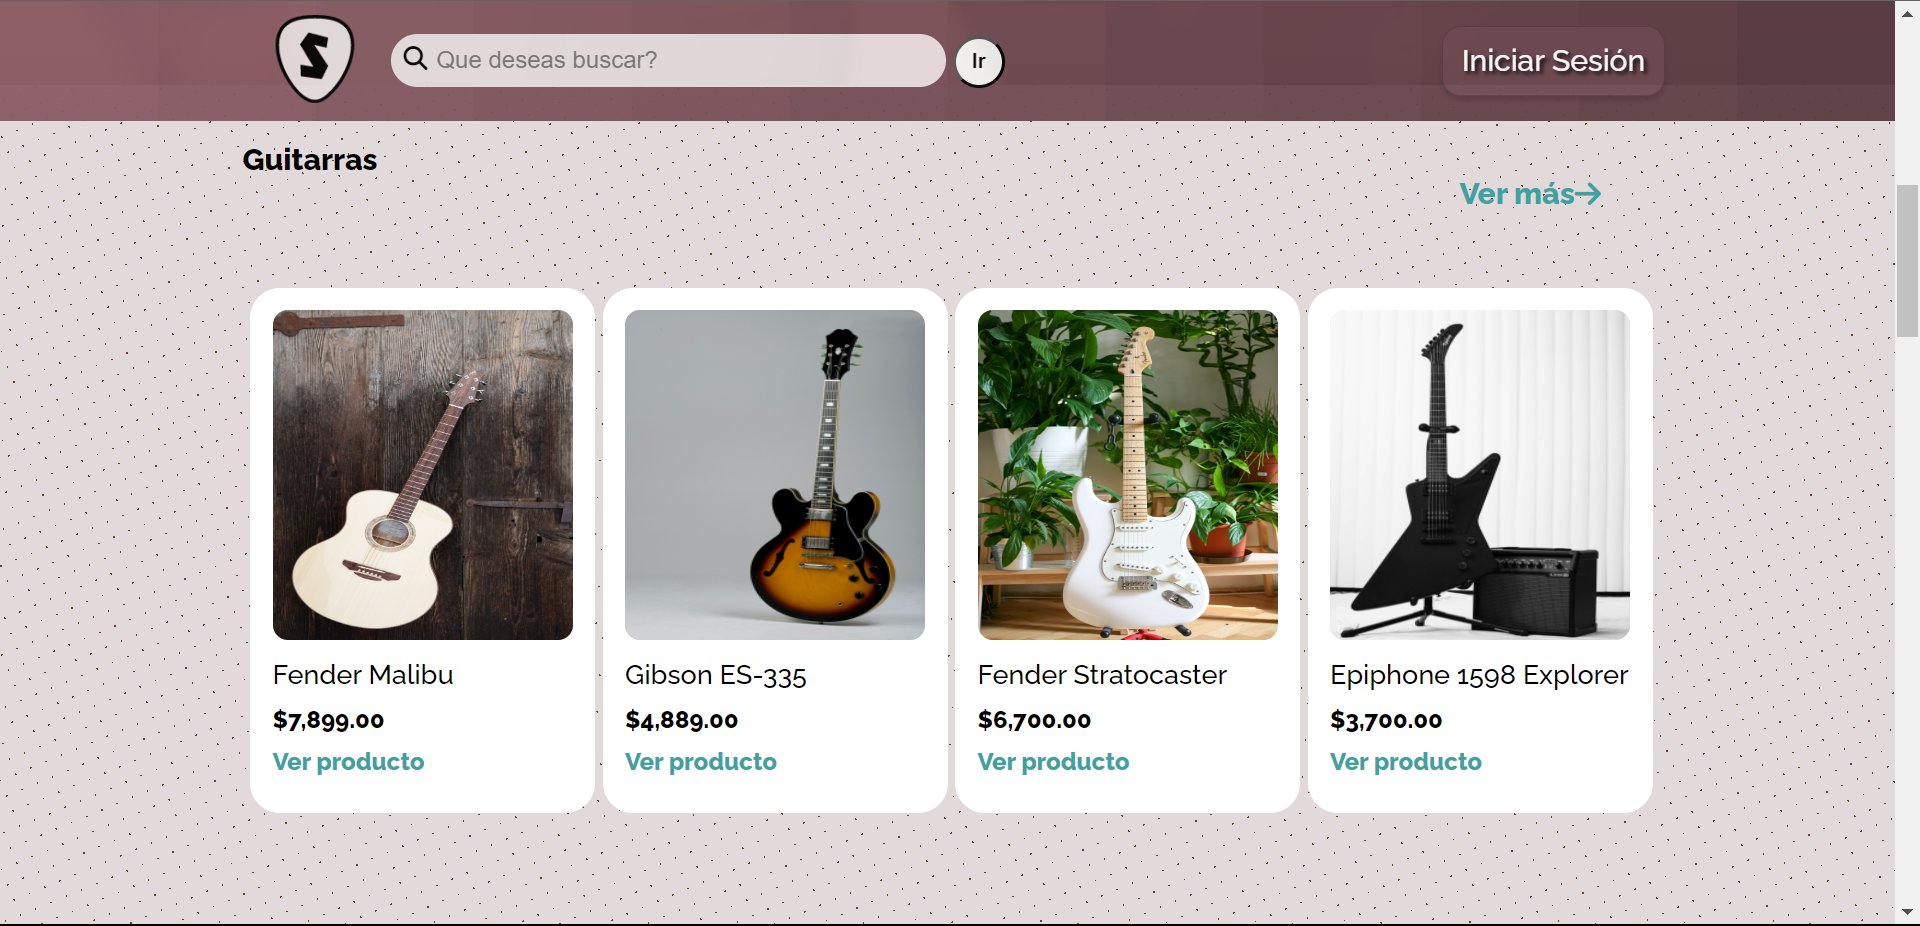 S
Que deseas buscar?
Ir
Iniciar Sesión
Guitarras
Ver más
Fender Malibu
$7,899.00
Ver producto
Gibson ES-335
$4,889.00
Ver producto
Fender Stratocaster
$6,700.00
Ver producto
Epiphone 1598 Explorer
$3,700.00
Ver producto